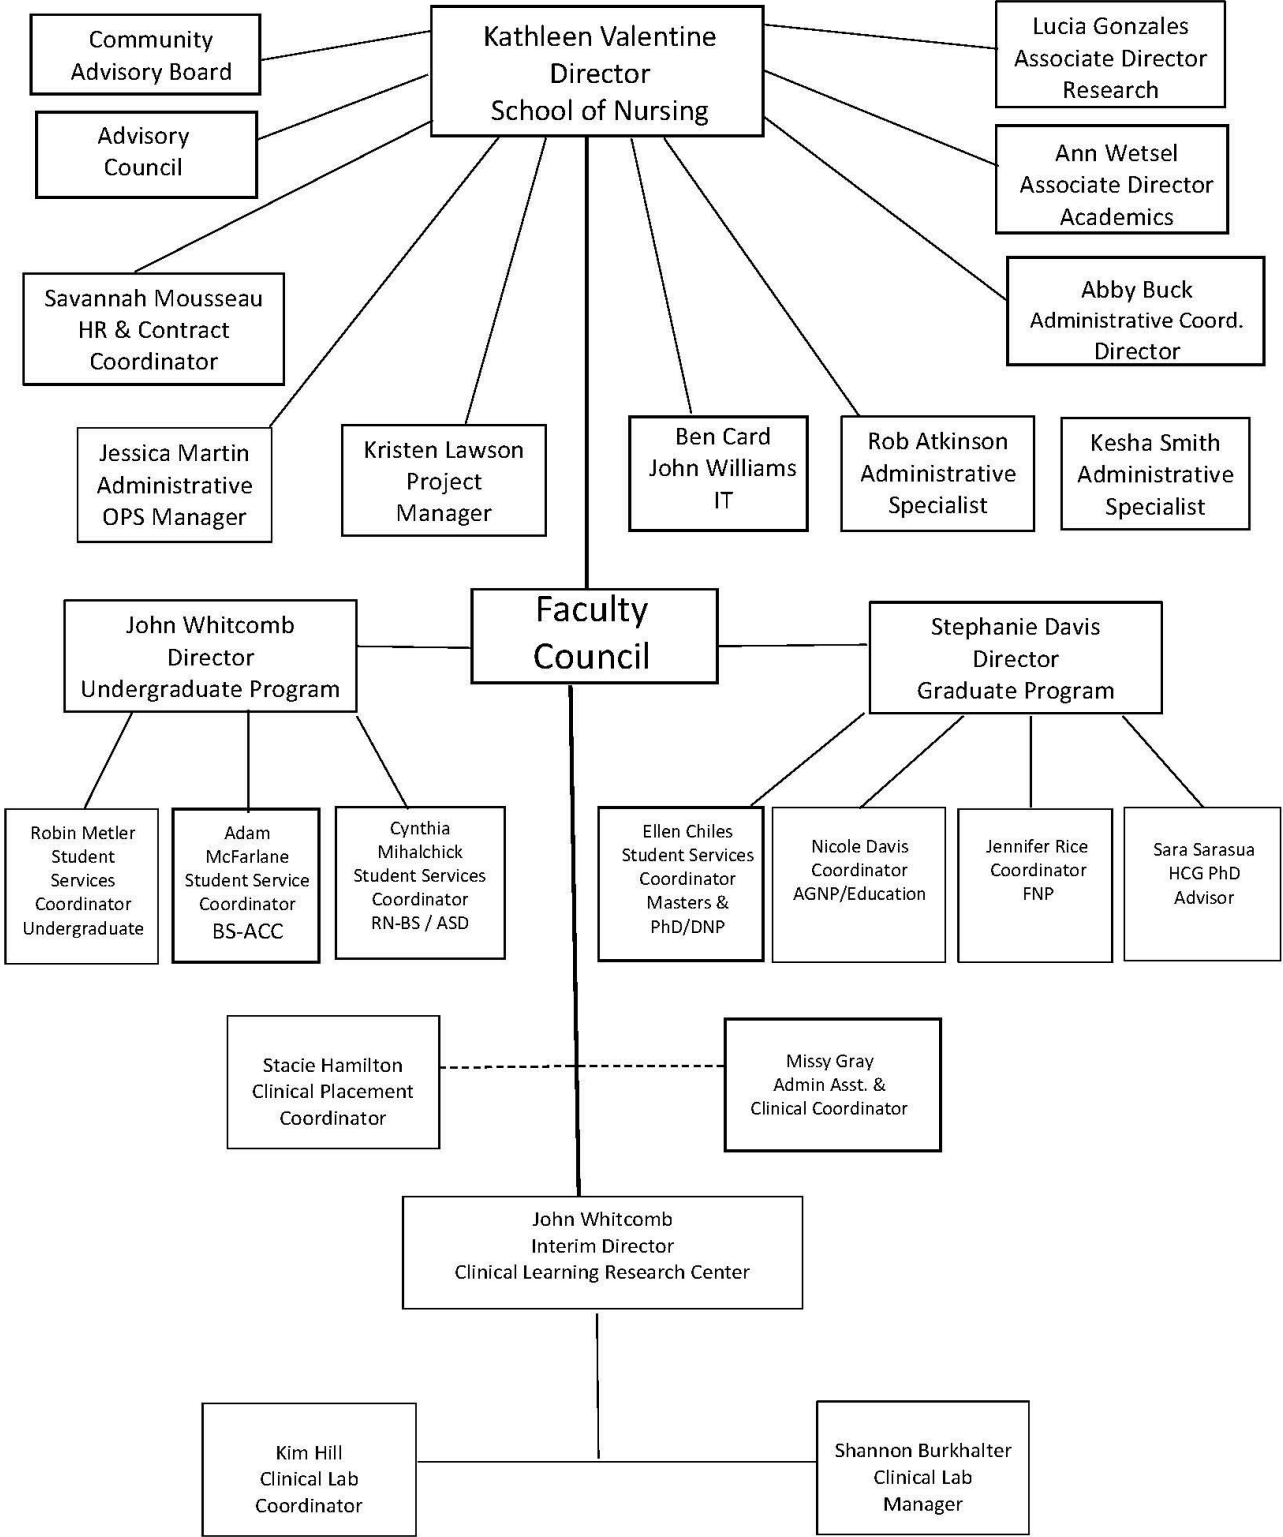 Community
Advisory Board
Kathleen Valentine
Director
School of Nursing
Lucia Gonzales
Associate Director
Research
Advisory
Council
Ann Wetsel
Associate Director
Academics
Savannah Mousseau
HR & Contract
Coordinator
Abby Buck
Administrative Coord.
Director
Jessica Martin
Administrative
OPS Manager
Kristen Lawson
Project
Manager
Ben Card
John Williams
IT
Rob Atkinson
Administrative
Specialist
Kesha Smith
Administrative
Specialist
John Whitcomb
Director
Undergraduate Program
Faculty
Council
Stephanie Davis
Director
Graduate Program
Robin Metler
Student
Services
Coordinator
Undergraduate
Adam
McFarlane
Student Service
Coordinator
BS-ACC
Cynthia
Mihalchick
Student Services
Coordinator
RN-BS / ASD
Ellen Chiles
Student Services
Coordinator
Masters &
PhD/DNP
Nicole Davis
Coordinator
AGNP/Education
Jennifer Rice
Coordinator
FNP
Sara Sarasua
HCG PhD
Advisor
Stacie Hamilton
Clinical Placement
Coordinator
Missy Gray
Admin Asst. &
Clinical Coordinator
John Whitcomb
Interim Director
Clinical Learning Research Center
Kim Hill
Clinical Lab
Coordinator
Shannon Burkhalter
Clinical Lab
Manager